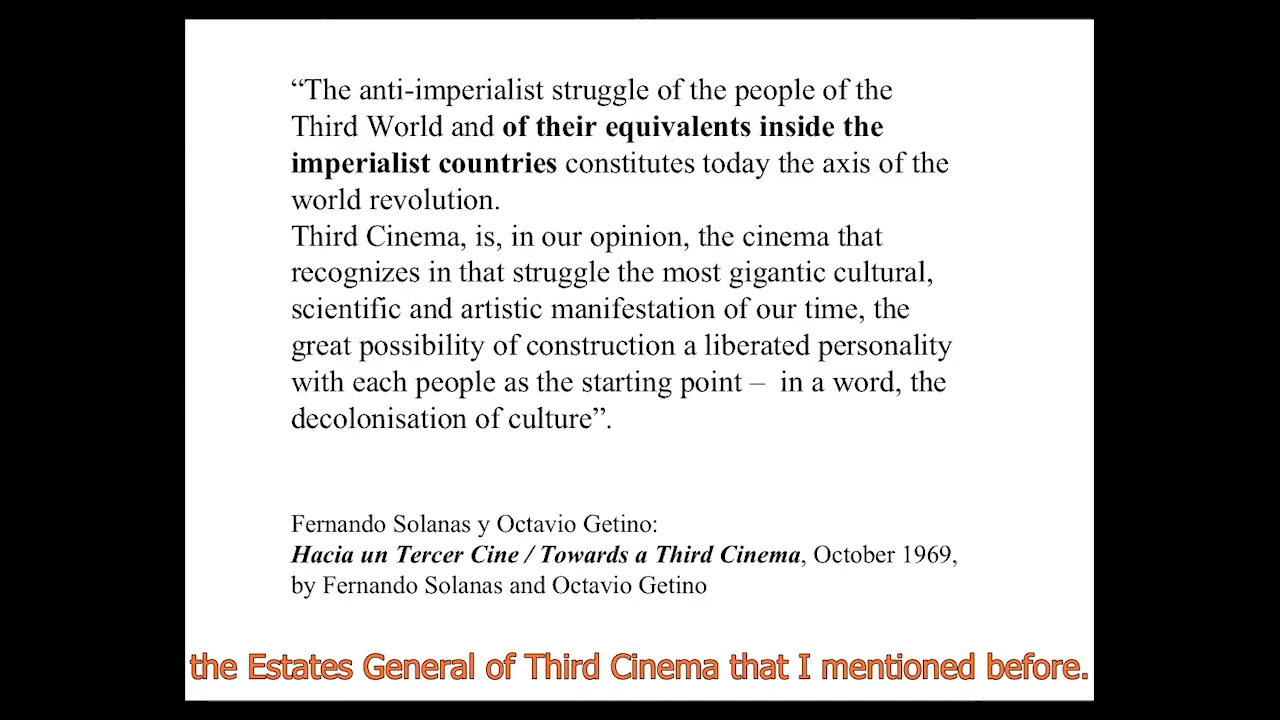 “The anti-imperialist struggle of the people of the
Third World and of their equivalents inside the
imperialist countries constitutes today the axis of the
world revolution.
Third Cinema, is, in our opinion, the cinema that
recognizes in that struggle the most gigantic cultural,
scientific and artistic manifestation of our time, the
great possibility of construction a liberated personality
with each people as the starting point – in a word, the
decolonisation of culture”.
Fernando Solanas y Octavio Getino:
Hacia un Tercer Cine / Towards a Third Cinema, October 1969,
by Fernando Solanas and Octavio Getino
the Estates General of Third Cinema that I mentioned before.